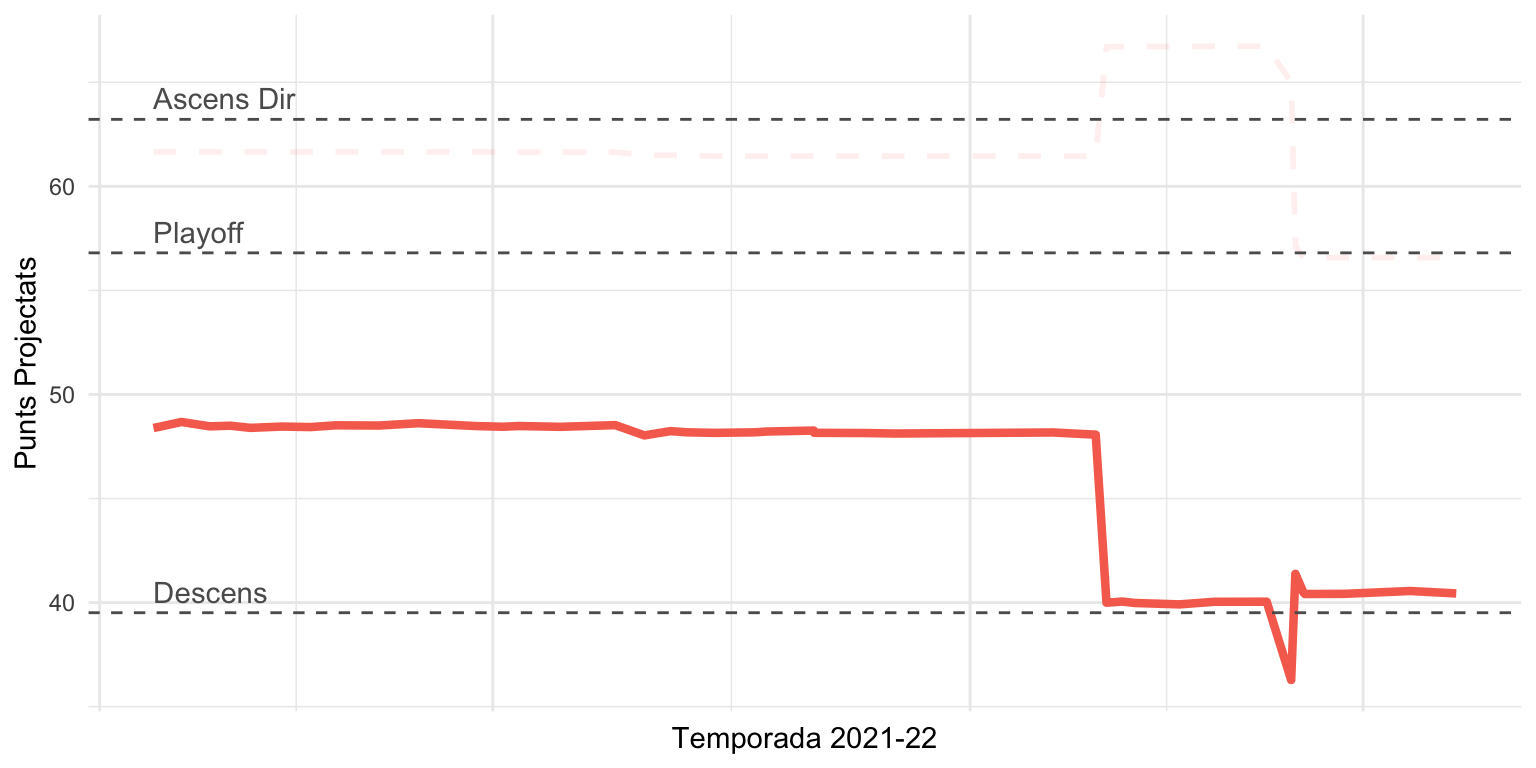 Ascens Dir
60
Playoff
Punts Projectats
50
Descens
40
Temporada 2021-22